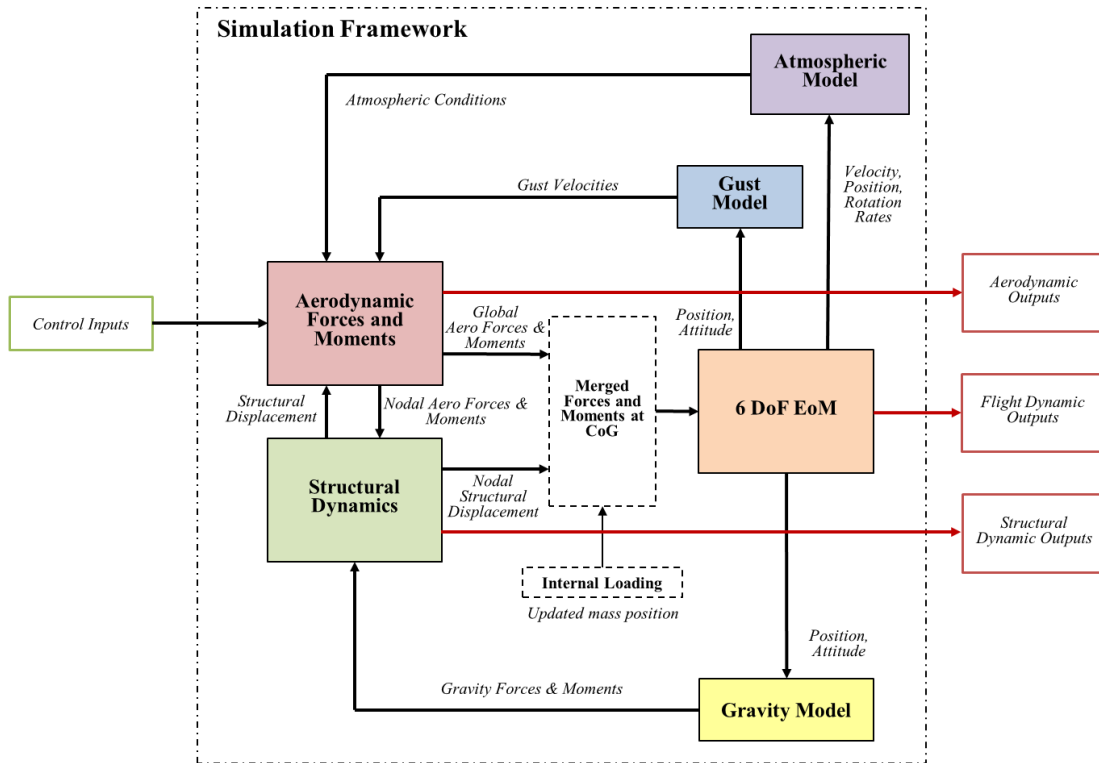 Simulation Framework
Atmospheric
Model
Atmospheric Conditions
Velocity,
Position,
Rotation
Rates
Gust Velocities
Gust
Model
Control Inputs
Aerodynamic
Forces and
Moments
Global
Aero Forces &
Moments
Position,
Attitude
Aerodynamic
Outputs
Structural
Displacement
Nodal Aero Forces &
Moments
Merged
Forces and
Moments at
CoG
6 DoF EoM
Flight Dynamic
Outputs
Structural
Dynamics
Nodal
Structural
Displacement
Structural
Dynamic Outputs
Internal Loading
Updated mass position
Position,
Attitude
Gravity Forces & Moments
Gravity Model